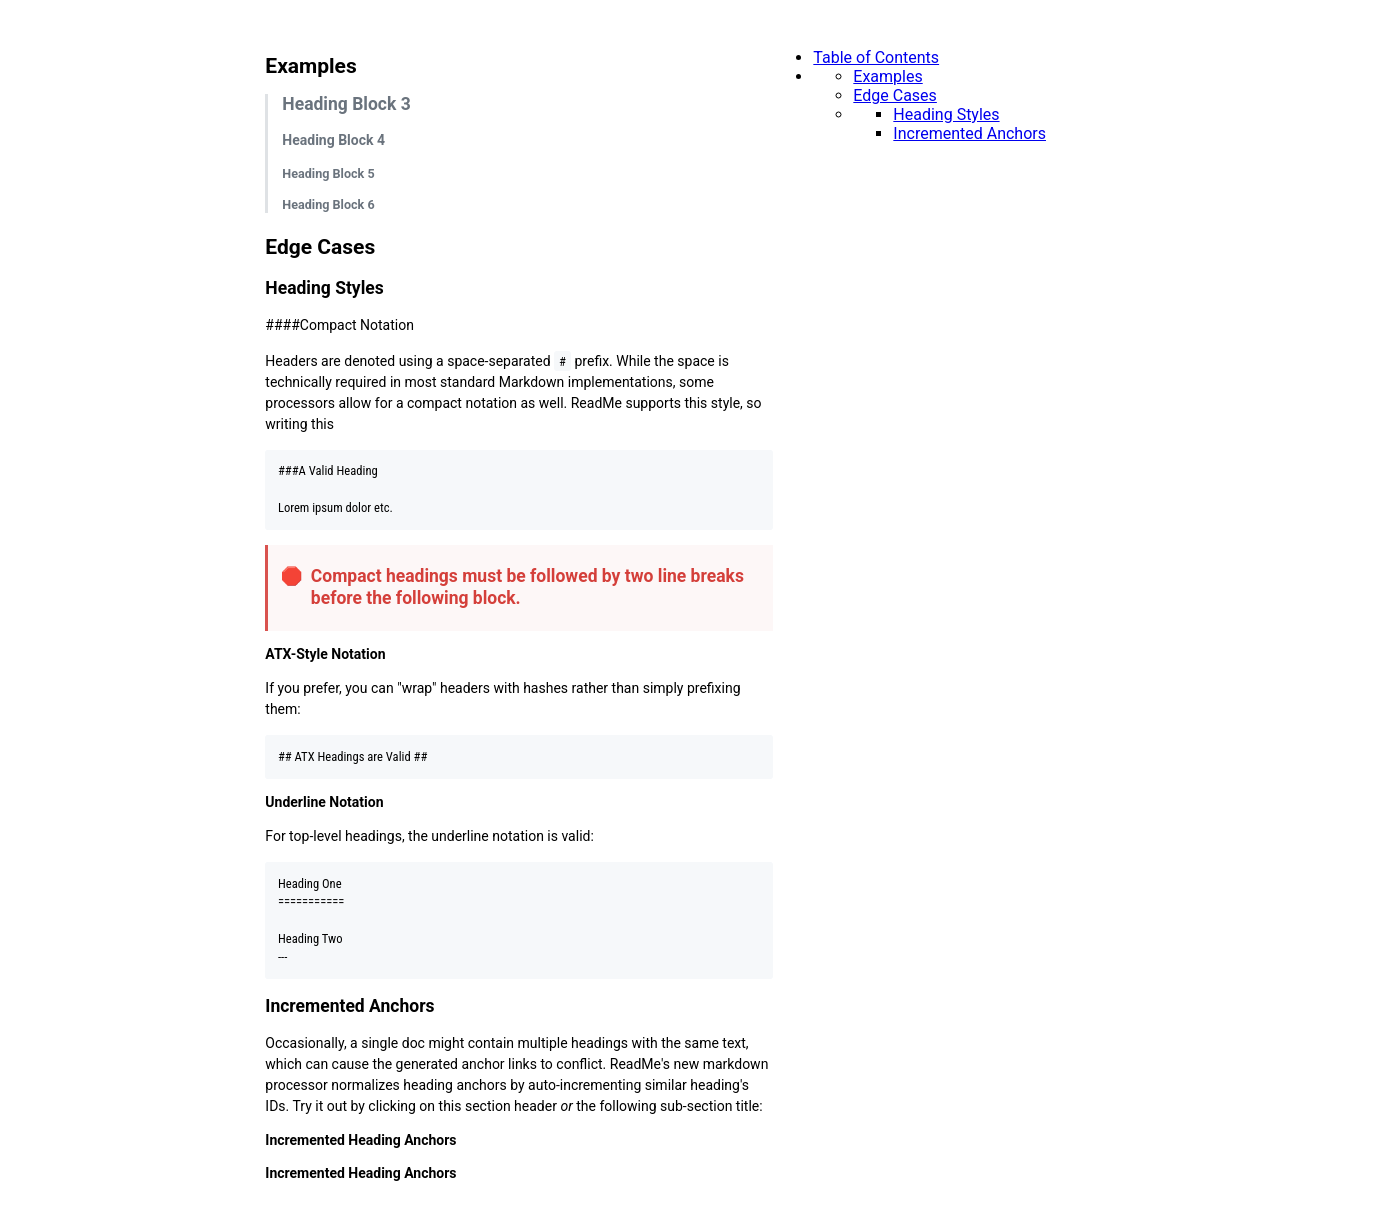 Examples
Heading Block 3
Heading Block 4
Heading Block 5
Heading Block 6
Edge Cases
Heading Styles
####Compact Notation
Headers are denoted using a space-separated # prefix. While the space is
technically required in most standard Markdown implementations, some
processors allow for a compact notation as well. ReadMe supports this style, so
writing this
###A Valid Heading
Lorem ipsum dolor etc.
🛑 Compact headings must be followed by two line breaks
before the following block.
ATX-Style Notation
If you prefer, you can "wrap" headers with hashes rather than simply prefixing
them:
## ATX Headings are Valid ##
Underline Notation
For top-level headings, the underline notation is valid:
Heading One
===========
Heading Two
---
Incremented Anchors
Occasionally, a single doc might contain multiple headings with the same text,
which can cause the generated anchor links to conflict. ReadMe's new markdown
processor normalizes heading anchors by auto-incrementing similar heading's
IDs. Try it out by clicking on this section header or the following sub-section title:
Incremented Heading Anchors
Incremented Heading Anchors
Table of Contents
Examples
Edge Cases
Heading Styles
Incremented Anchors